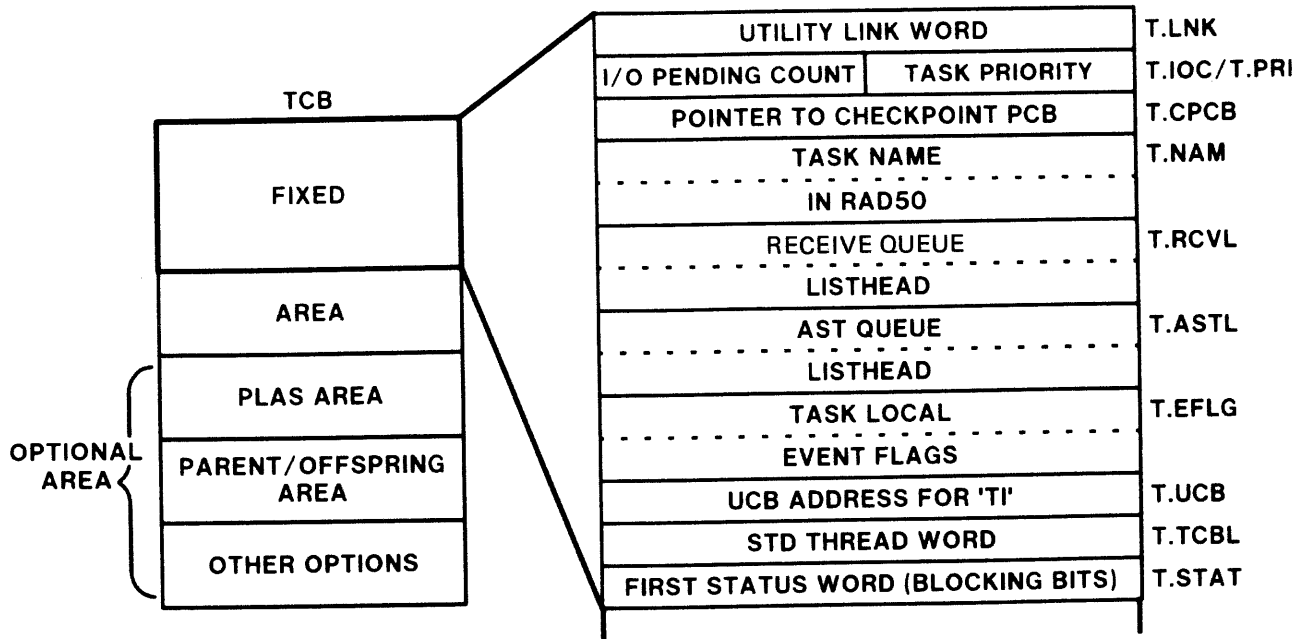 TCB
FIXED
AREA
PLAS AREA
PARENT/OFFSPRING
AREA
OTHER OPTIONS
OPTIONAL
AREA
UTILITY LINK WORD T.LNK
I/O PENDING COUNT TASK PRIORITY T.IOC/T.PRI
POINTER TO CHECKPOINT PCB T.CPCB
TASK NAME T.NAM
IN RAD50
RECEIVE QUEUE T.RCVL
LISTHEAD
AST QUEUE T.ASTL
LISTHEAD
TASK LOCAL T.EFLG
EVENT FLAGS
UCB ADDRESS FOR 'TI' T.UCB
STD THREAD WORD T.TCBL
FIRST STATUS WORD (BLOCKING BITS) T.STAT